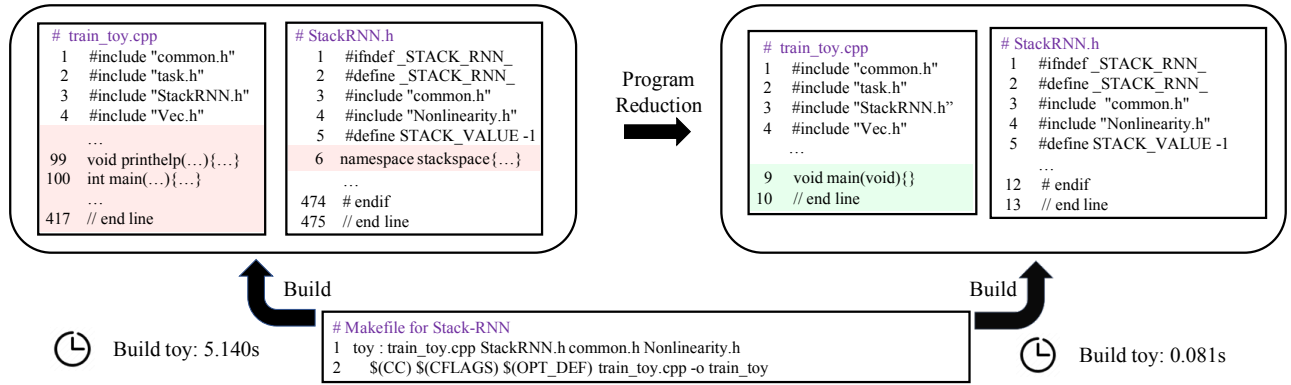 # train_toy.cpp
1 #include "common.h"
2 #include "task.h"
3 #include "StackRNN.h"
4 #include "Vec.h"
…
99 void printhelp(…){…}
100 int main(…){…}
…
417 // end line
# StackRNN.h
1 #ifndef _STACK_RNN_
2 #define _STACK_RNN_
3 #include "common.h"
4 #include "Nonlinearity.h"
5 #define STACK_VALUE -1
6 namespace stackspace{…}
…
474 # endif
475 // end line
Program
Reduction
# train_toy.cpp
1 #include "common.h"
2 #include "task.h"
3 #include "StackRNN.h”
4 #include "Vec.h"
…
9 void main(void){}
10 // end line
# StackRNN.h
1 #ifndef _STACK_RNN_
2 #define _STACK_RNN_
3 #include "common.h"
4 #include "Nonlinearity.h"
5 #define STACK_VALUE -1
…
12 # endif
13 // end line
Build
Build
Build toy: 5.140s
# Makefile for Stack-RNN
1 toy : train_toy.cpp StackRNN.h common.h Nonlinearity.h
2 $(CC) $(CFLAGS) $(OPT_DEF) train_toy.cpp -o train_toy
Build toy: 0.081s